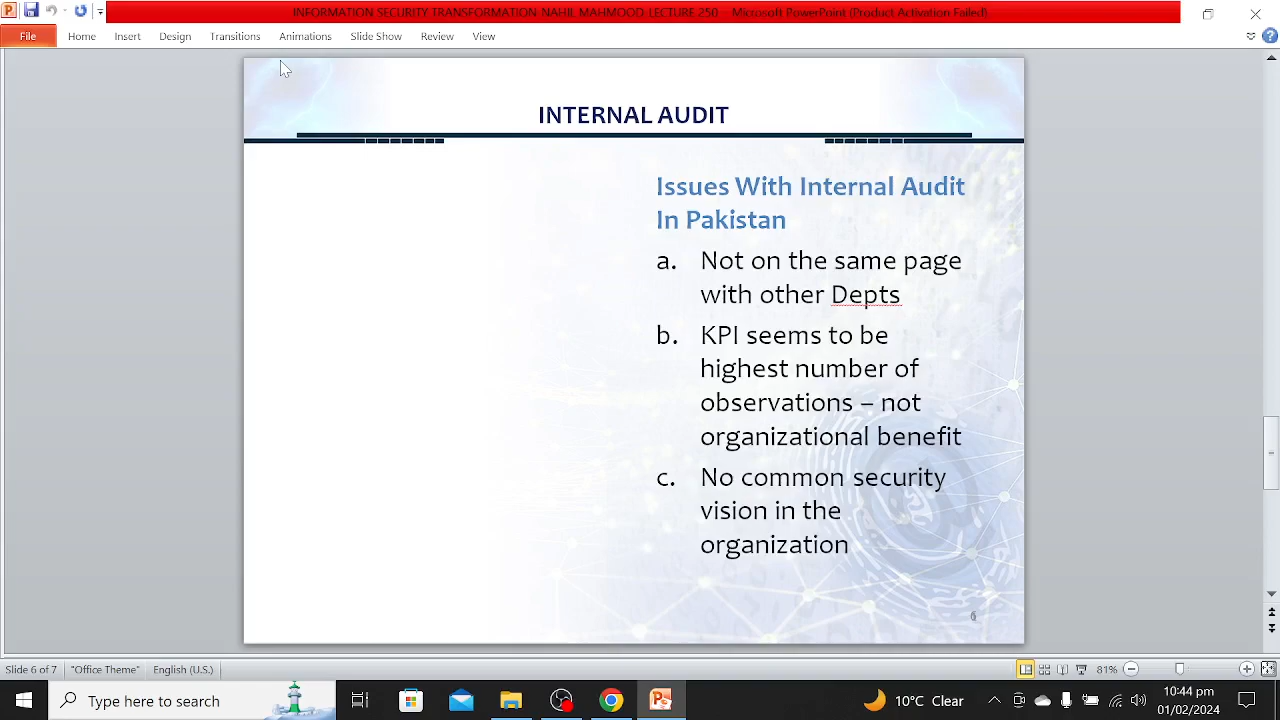 INFORMATION SECURITY TRANSFORMATION-NAHIL MAHMOOD-LECTURE 250 - Microsoft PowerPoint (Product Activation Failed)
File Home Insert Design Transitions Animations Slide Show Review View
INTERNAL AUDIT
Issues With Internal Audit
In Pakistan
a. Not on the same page
with other Depts
b. KPI seems to be
highest number of
observations – not
organizational benefit
c. No common security
vision in the
organization
6
Slide 6 of 7 "Office Theme" English (U.S.) 81%
Type here to search 10°C Clear 10:44 pm
01/02/2024